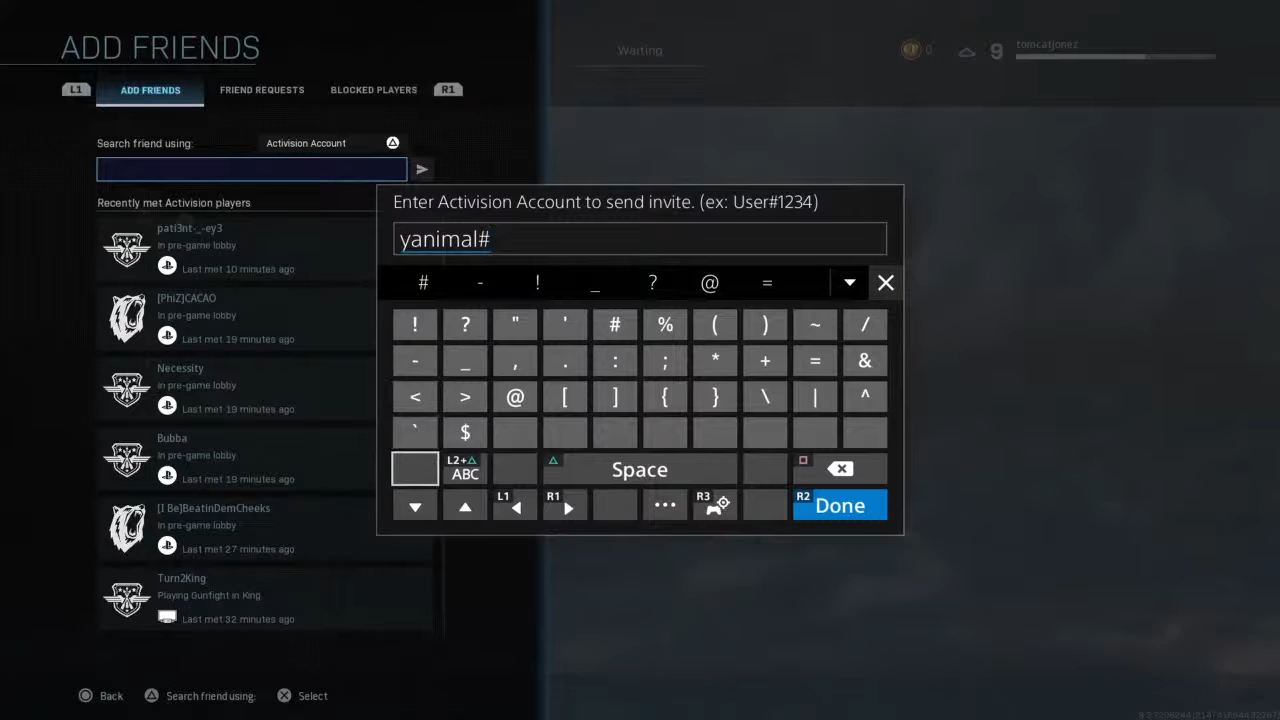 ADD FRIENDS
Waiting
0
9
tomcatjonez
L1
ADD FRIENDS
FRIEND REQUESTS
BLOCKED PLAYERS
R1
Search friend using:
Activision Account
Recently met Activision players
pati3nt-_-ey3
In pre-game lobby
Last met 10 minutes ago
[PhiZ]CACAO
In pre-game lobby
Last met 19 minutes ago
Necessity
In pre-game lobby
Last met 19 minutes ago
Bubba
In pre-game lobby
Last met 19 minutes ago
[I Be]BeatInDemCheeks
In pre-game lobby
Last met 27 minutes ago
Turn2King
Playing Gunfight in King
Last met 32 minutes ago
Enter Activision Account to send invite. (ex: User#1234)
yanimal#
# - ! _ ? @ =
! ? " ' # % ( ) ~ /
- _ , . : ; * + = &
< > @ [ ] { } \ | ^
` $
L2+△ ABC Space
L1 R1 ... R3 R2 Done
Back Search friend using: Select